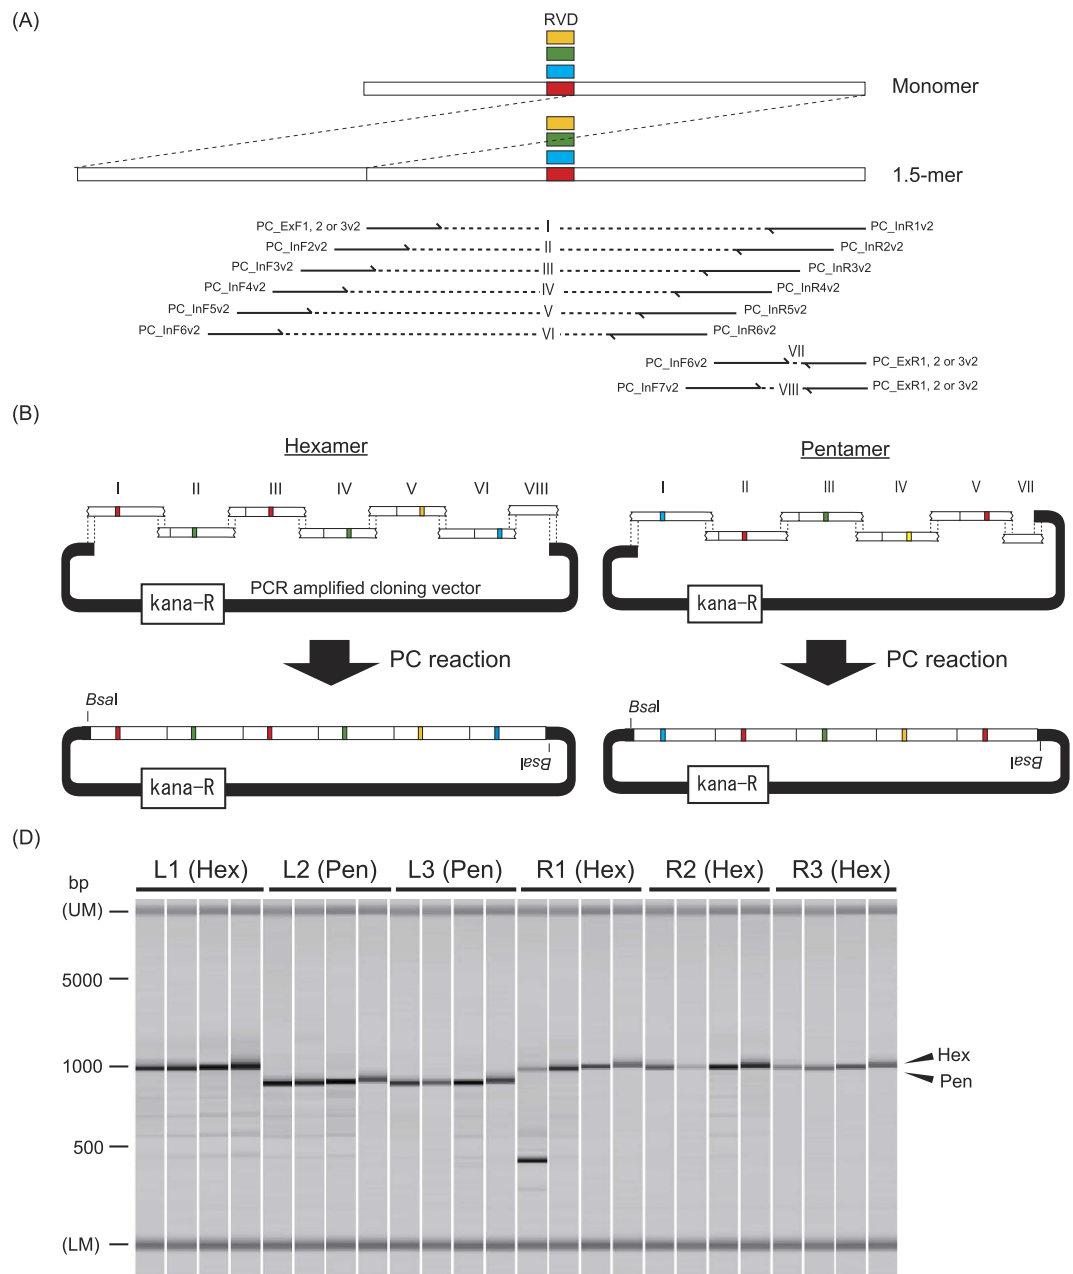 (A)
RVD
Monomer
1.5-mer
PC_ExF1, 2 or 3v2 I PC_InR1v2
PC_InF2v2 II PC_InR2v2
PC_InF3v2 III PC_InR3v2
PC_InF4v2 IV PC_InR4v2
PC_InF5v2 V PC_InR5v2
PC_InF6v2 VI PC_InR6v2
PC_InF6v2 VII PC_ExR1, 2 or 3v2
PC_InF7v2 VIII PC_ExR1, 2 or 3v2
(B)
Hexamer
I II III IV V VI VIII
PCR amplified cloning vector
kana-R
PC reaction
BsaI
BsaI
kana-R
Pentamer
I II III IV V VII
kana-R
PC reaction
BsaI
BsaI
kana-R
(D)
L1 (Hex) L2 (Pen) L3 (Pen) R1 (Hex) R2 (Hex) R3 (Hex)
bp
(UM)
5000
1000
500
(LM)
Hex
Pen